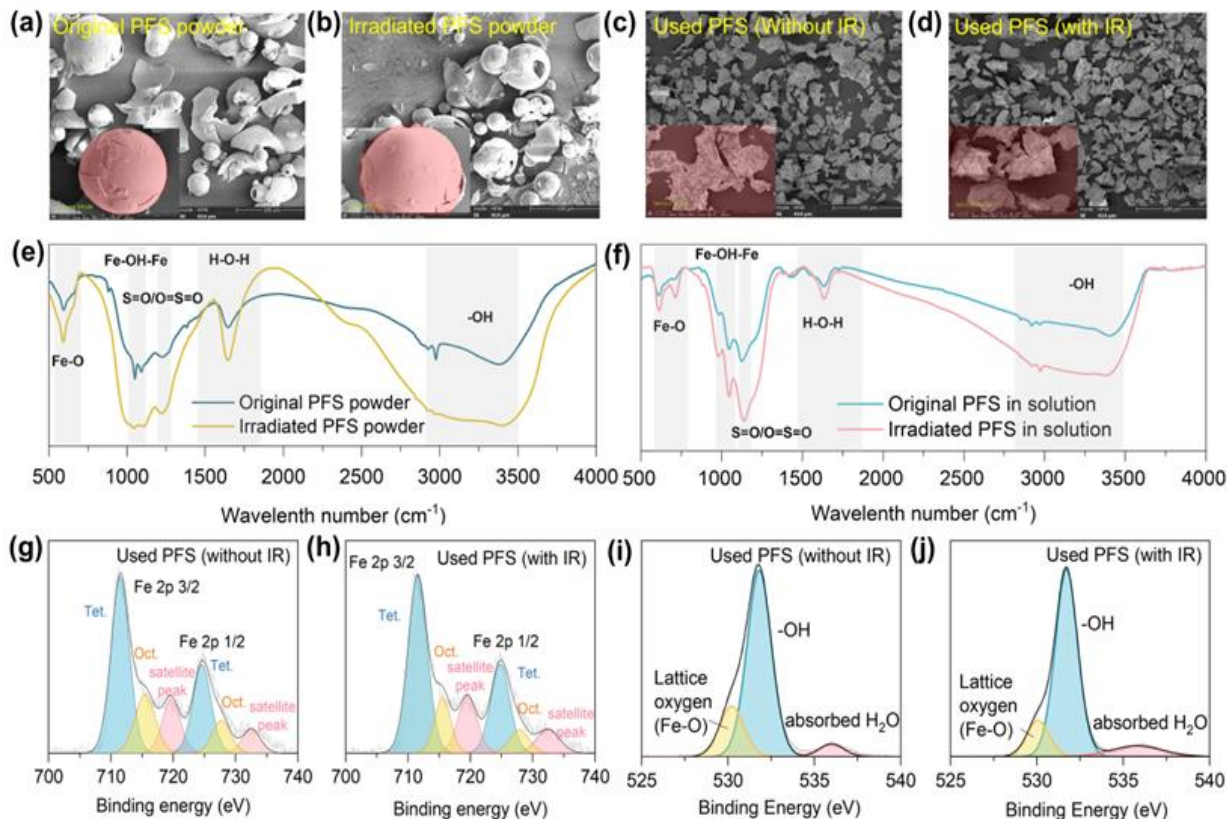 (a) Original PFS powder
(b) Irradiated PFS powder
(c) Used PFS (Without IR)
(d) Used PFS (with IR)
(e)
Fe-OH-Fe
H-O-H
S=O/O=S=O
-OH
Fe-O
Original PFS powder
Irradiated PFS powder
500 1000 1500 2000 2500 3000 3500 4000
Wavelenth number (cm⁻¹)
(f)
Fe-OH-Fe
-OH
Fe-O
H-O-H
Original PFS in solution
Irradiated PFS in solution
S=O/O=S=O
500 1000 1500 2000 2500 3000 3500 4000
Wavelenth number (cm⁻¹)
(g)
Used PFS (without IR)
Fe 2p 3/2
Tet.
Fe 2p 1/2
Oct.
Tet.
satellite
peak
Oct.
satellite
peak
700 710 720 730 740
Binding energy (eV)
(h)
Used PFS (with IR)
Fe 2p 3/2
Tet.
Fe 2p 1/2
Oct.
satellite
peak
Tet.
Oct.
satellite
peak
700 710 720 730 740
Binding energy (eV)
(i)
Used PFS (without IR)
-OH
Lattice
oxygen
(Fe-O)
absorbed H₂O
525 530 535 540
Binding Energy (eV)
(j)
Used PFS (with IR)
-OH
Lattice
oxygen
(Fe-O)
absorbed H₂O
525 530 535 540
Binding Energy (eV)